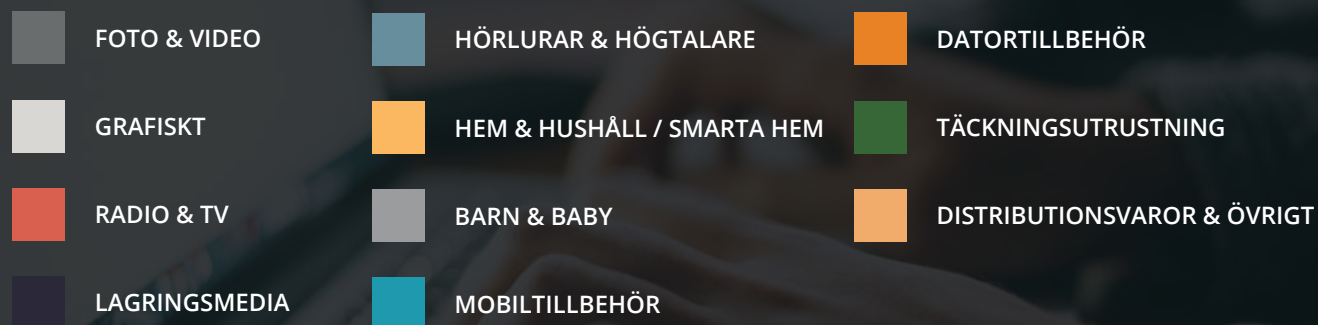 FOTO & VIDEO
GRAFISKT
RADIO & TV
LAGRINGSMEDIA
HÖRLURAR & HÖGTALARE
HEM & HUSHÅLL / SMARTA HEM
BARN & BABY
MOBILTILLBEHÖR
DATORTILLBEHÖR
TÄCKNINGSUTRUSTNING
DISTRIBUTIONSVAROR & ÖVRIGT